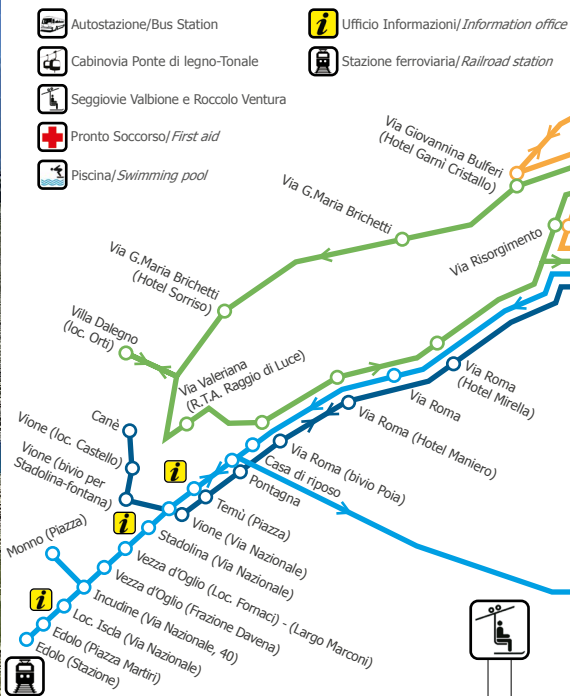 Autostazione/Bus Station
Ufficio Informazioni/Information office
Cabinovia Ponte di legno-Tonale
Stazione ferroviaria/Railroad station
Seggiovie Valbione e Roccolo Ventura
Pronto Soccorso/First aid
Piscina/Swimming pool
Via Giovannina Bulferi
(Hotel Garnì Cristallo)
Via G.Maria Brichetti
Via Risorgimento
Via G.Maria Brichetti
(Hotel Sorriso)
Villa Dalegno
(loc. Orti)
Via Valeriana
(R.T.A. Raggio di Luce)
Via Roma
(Hotel Mirella)
Via Roma
Via Roma (Hotel Maniero)
Via Roma (bivio Poia)
Casa di riposo
Pontagna
Canè
Vione (loc. Castello)
Vione (bivio per
Stadolina-fontana)
Temù (Piazza)
Vione (Via Nazionale)
Stadolina (Via Nazionale)
Vezza d'Oglio (Loc. Fornaci) - (Largo Marconi)
Vezza d'Oglio (Frazione Davena)
Monno (Piazza)
Incudine (Via Nazionale, 40)
Loc. Iscla (Via Nazionale)
Edolo (Piazza Martiri)
Edolo (Stazione)
i
i
i
i